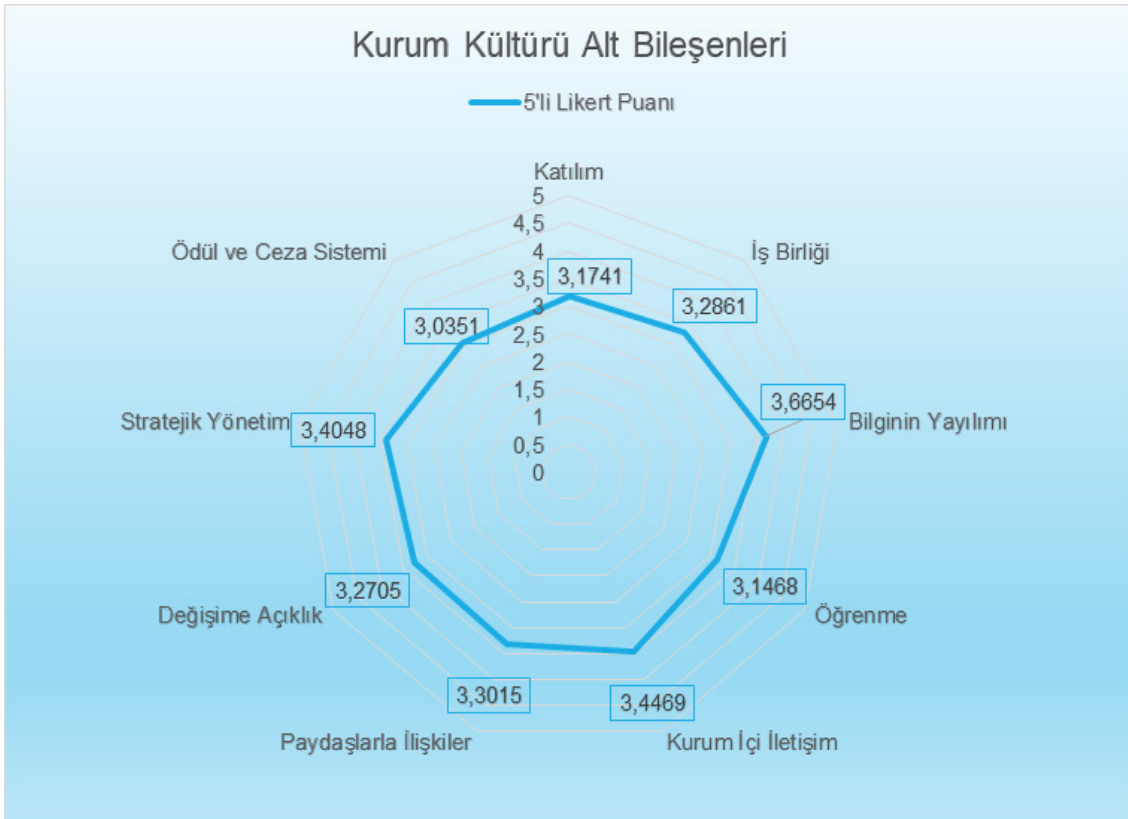 Kurum Kültürü Alt Bileşenleri
5'li Likert Puanı
Katılım
5
4,5
4
3,5
3
2,5
2
1,5
1
0,5
0
3,1741
İş Birliği
3,2861
Bilginin Yayılımı
3,6654
Öğrenme
3,1468
Kurum İçi İletişim
3,4469
Paydaşlarla İlişkiler
3,3015
Değişime Açıklık
3,2705
Stratejik Yönetim
3,4048
Ödül ve Ceza Sistemi
3,0351